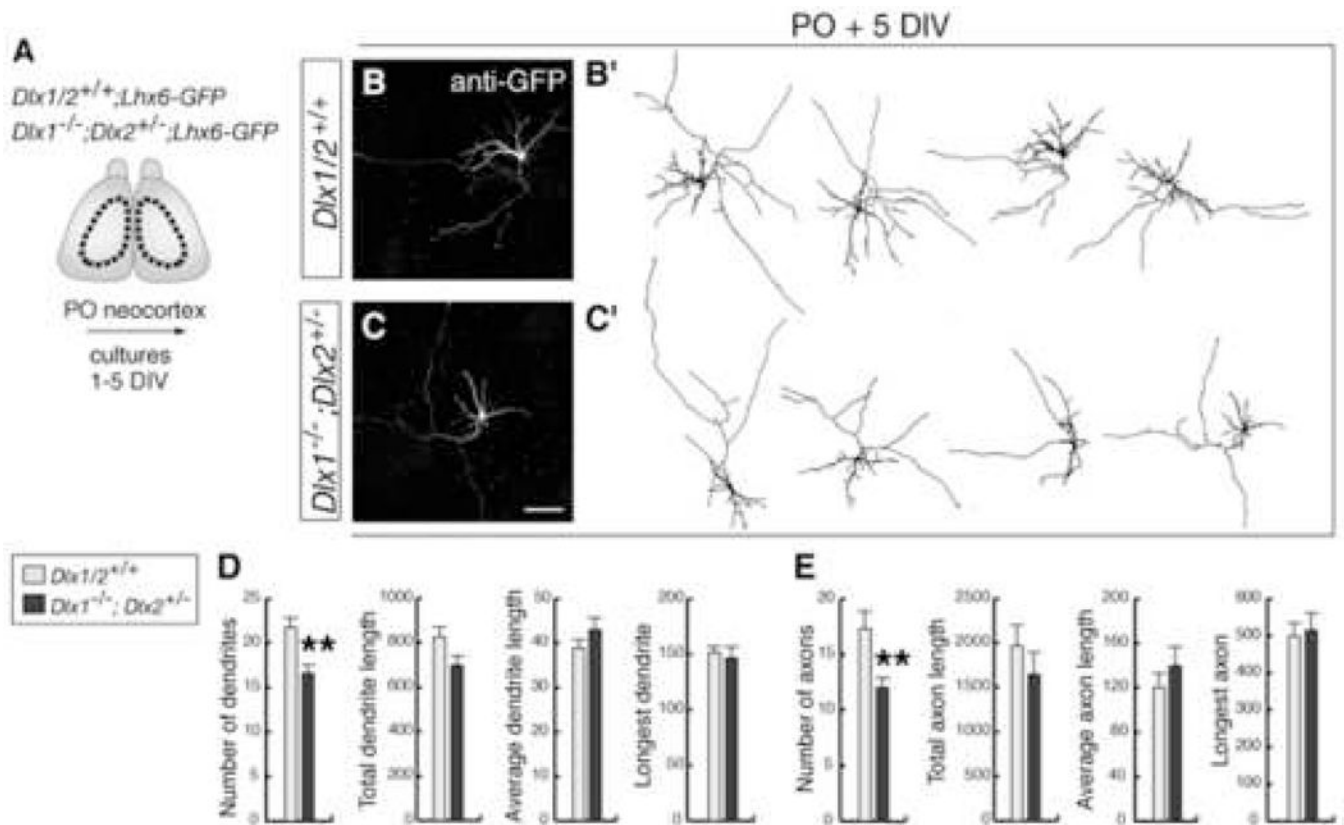 PO + 5 DIV
A
Dlx1/2+/+;Lhx6-GFP
Dlx1-/-;Dlx2+/-;Lhx6-GFP
PO neocortex
cultures
1-5 DIV
Dlx1/2+/+
B
anti-GFP
B'
Dlx1-/-;Dlx2+/-
C
C'
Dlx1/2+/+
Dlx1-/-; Dlx2+/-
D
Number of dendrites
25
20
15
10
5
0
**
Total dendrite length
1000
800
600
400
200
0
Average dendrite length
50
40
30
20
10
0
Longest dendrite
200
150
100
50
0
E
Number of axons
20
15
10
5
0
**
Total axon length
2500
2000
1500
1000
500
0
Average axon length
200
160
120
80
40
0
Longest axon
600
500
400
300
200
100
0